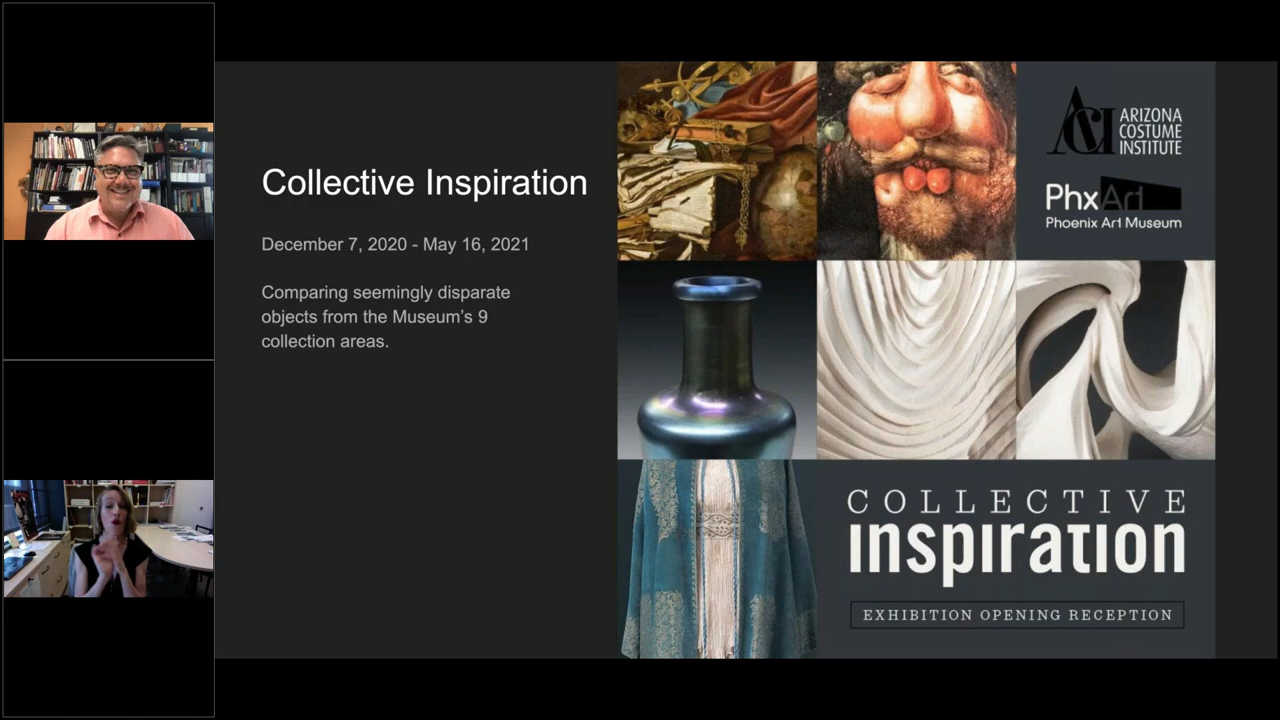 Collective Inspiration
December 7, 2020 - May 16, 2021
Comparing seemingly disparate
objects from the Museum’s 9
collection areas.
ACI
ARIZONA
COSTUME
INSTITUTE
PhxArt
Phoenix Art Museum
COLLECTIVE
inspiration
EXHIBITION OPENING RECEPTION